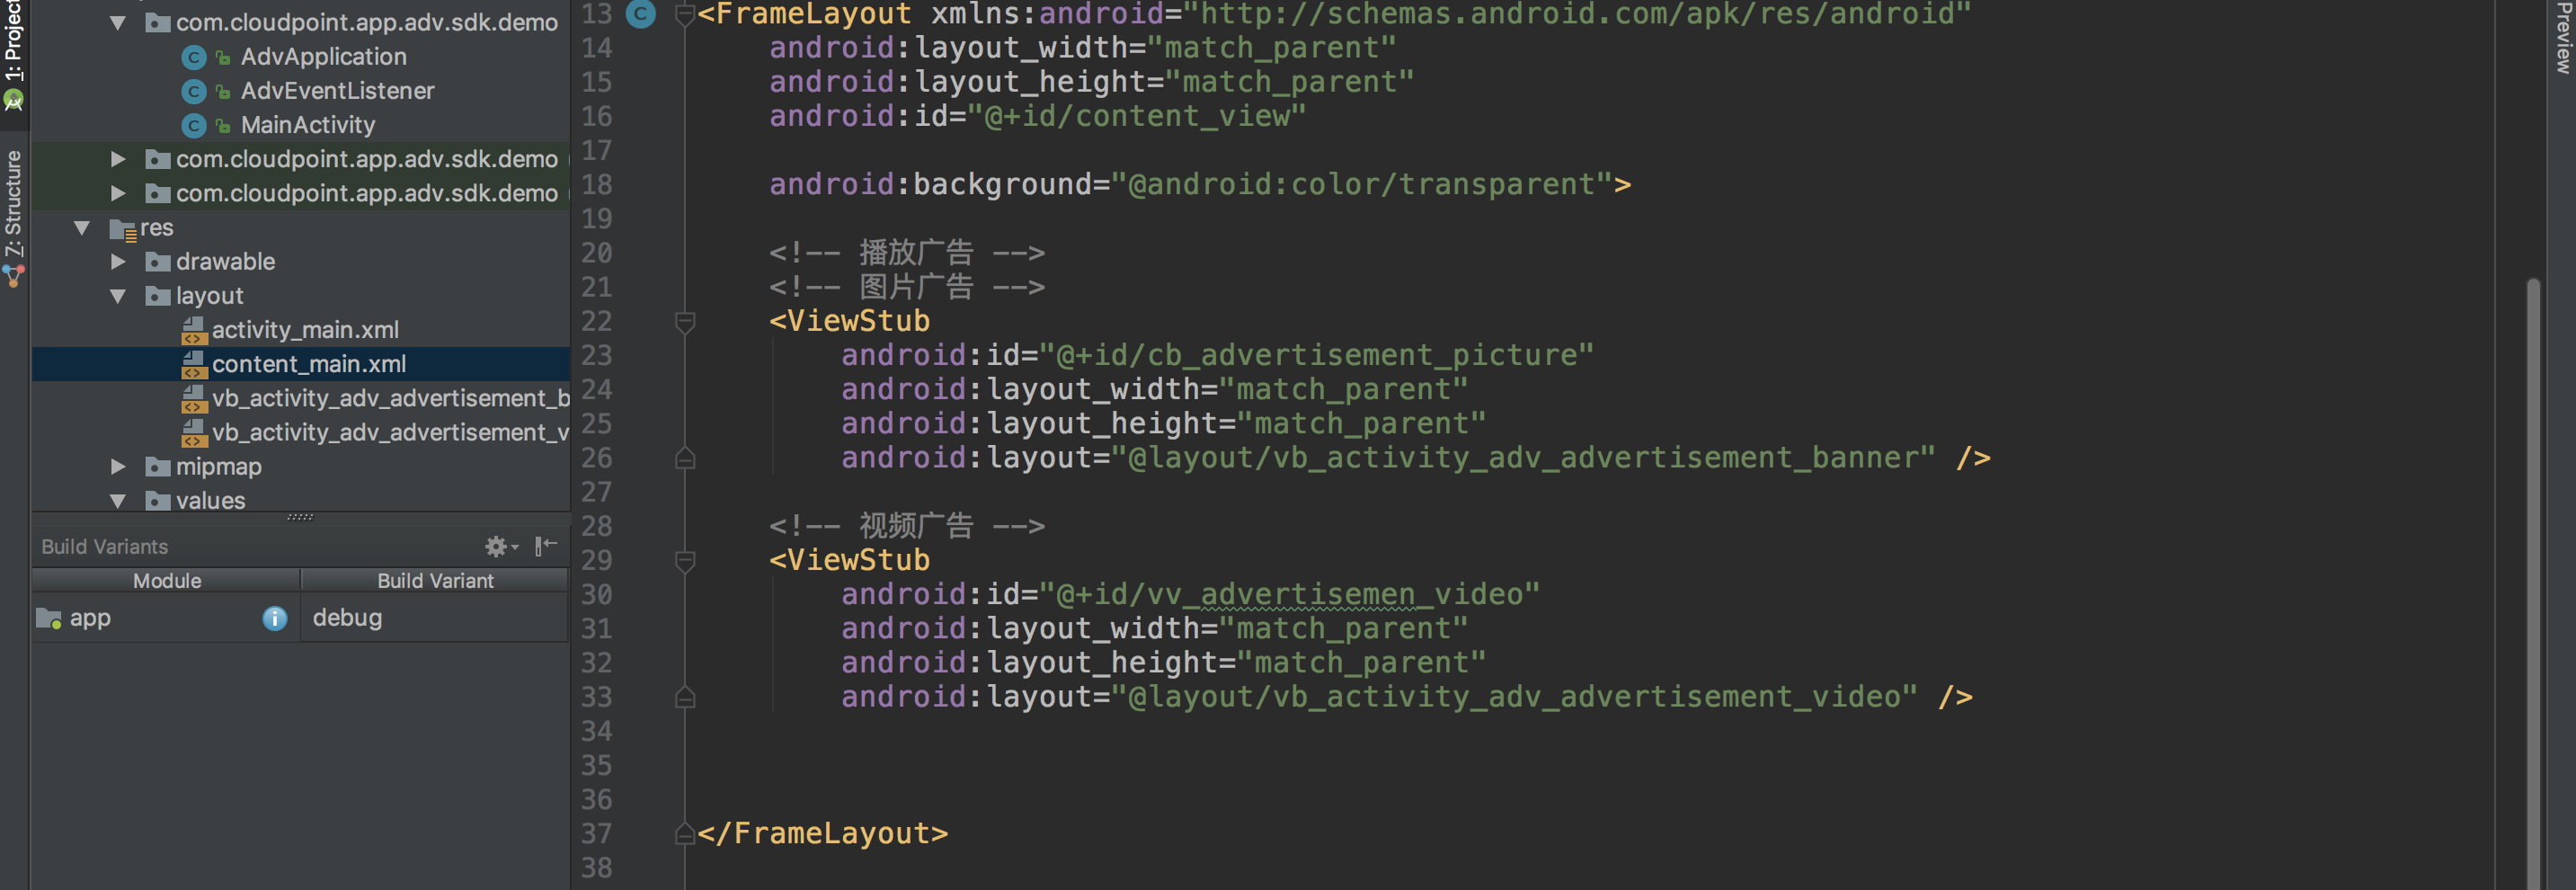 1: Project
Z: Structure
com.cloudpoint.app.adv.sdk.demo
AdvApplication
AdvEventListener
MainActivity
com.cloudpoint.app.adv.sdk.demo
com.cloudpoint.app.adv.sdk.demo
res
drawable
layout
activity_main.xml
content_main.xml
vb_activity_adv_advertisement_b
vb_activity_adv_advertisement_v
mipmap
values
Build Variants
Module Build Variant
app debug
13 <FrameLayout xmlns:android="http://schemas.android.com/apk/res/android"
14 android:layout_width="match_parent"
15 android:layout_height="match_parent"
16 android:id="@+id/content_view"
17
18 android:background="@android:color/transparent">
19
20 <!-- 播放广告 -->
21 <!-- 图片广告 -->
22 <ViewStub
23 android:id="@+id/cb_advertisement_picture"
24 android:layout_width="match_parent"
25 android:layout_height="match_parent"
26 android:layout="@layout/vb_activity_adv_advertisement_banner" />
27
28 <!-- 视频广告 -->
29 <ViewStub
30 android:id="@+id/vv_advertisemen_video"
31 android:layout_width="match_parent"
32 android:layout_height="match_parent"
33 android:layout="@layout/vb_activity_adv_advertisement_video" />
34
35
36
37 </FrameLayout>
38
Preview